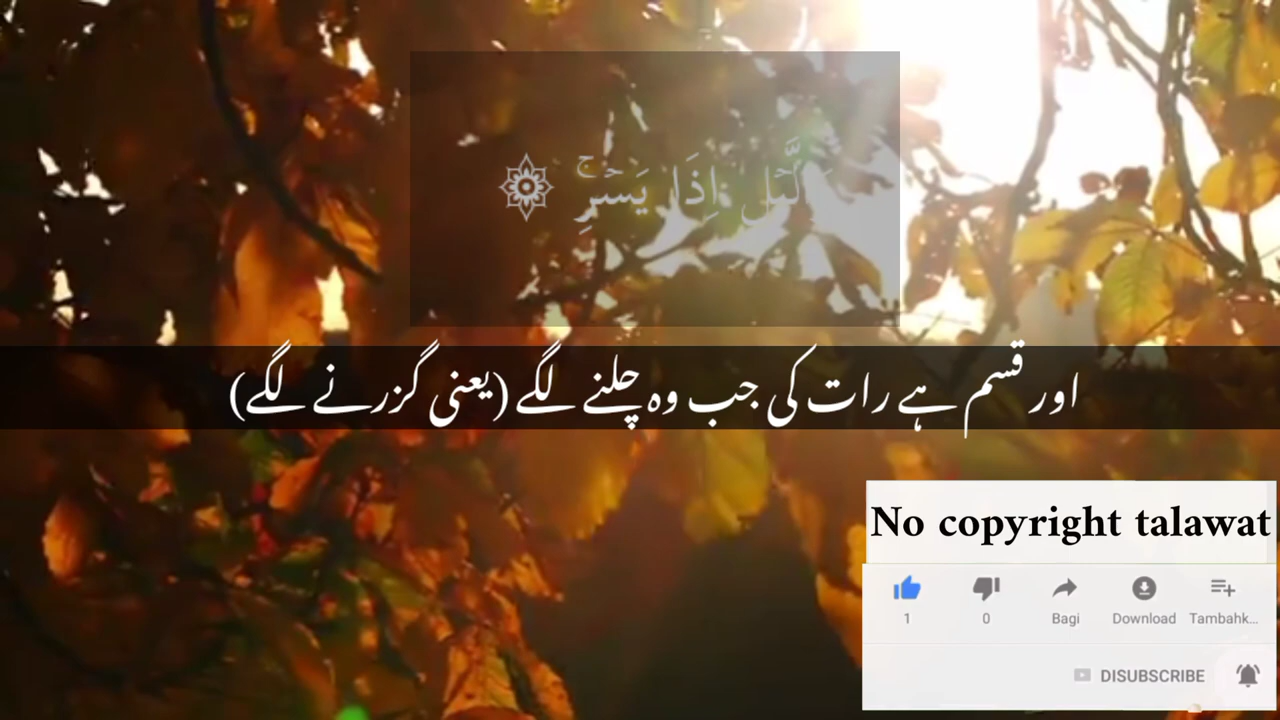 لَّيۡلِ اِذَا يَسۡرِ‌ۚ
اور قسم ہے رات کی جب وہ چلنے لگے (یعنی گزرنے لگے)
No copyright talawat
1 0 Bagi Download Tambahk...
DISUBSCRIBE